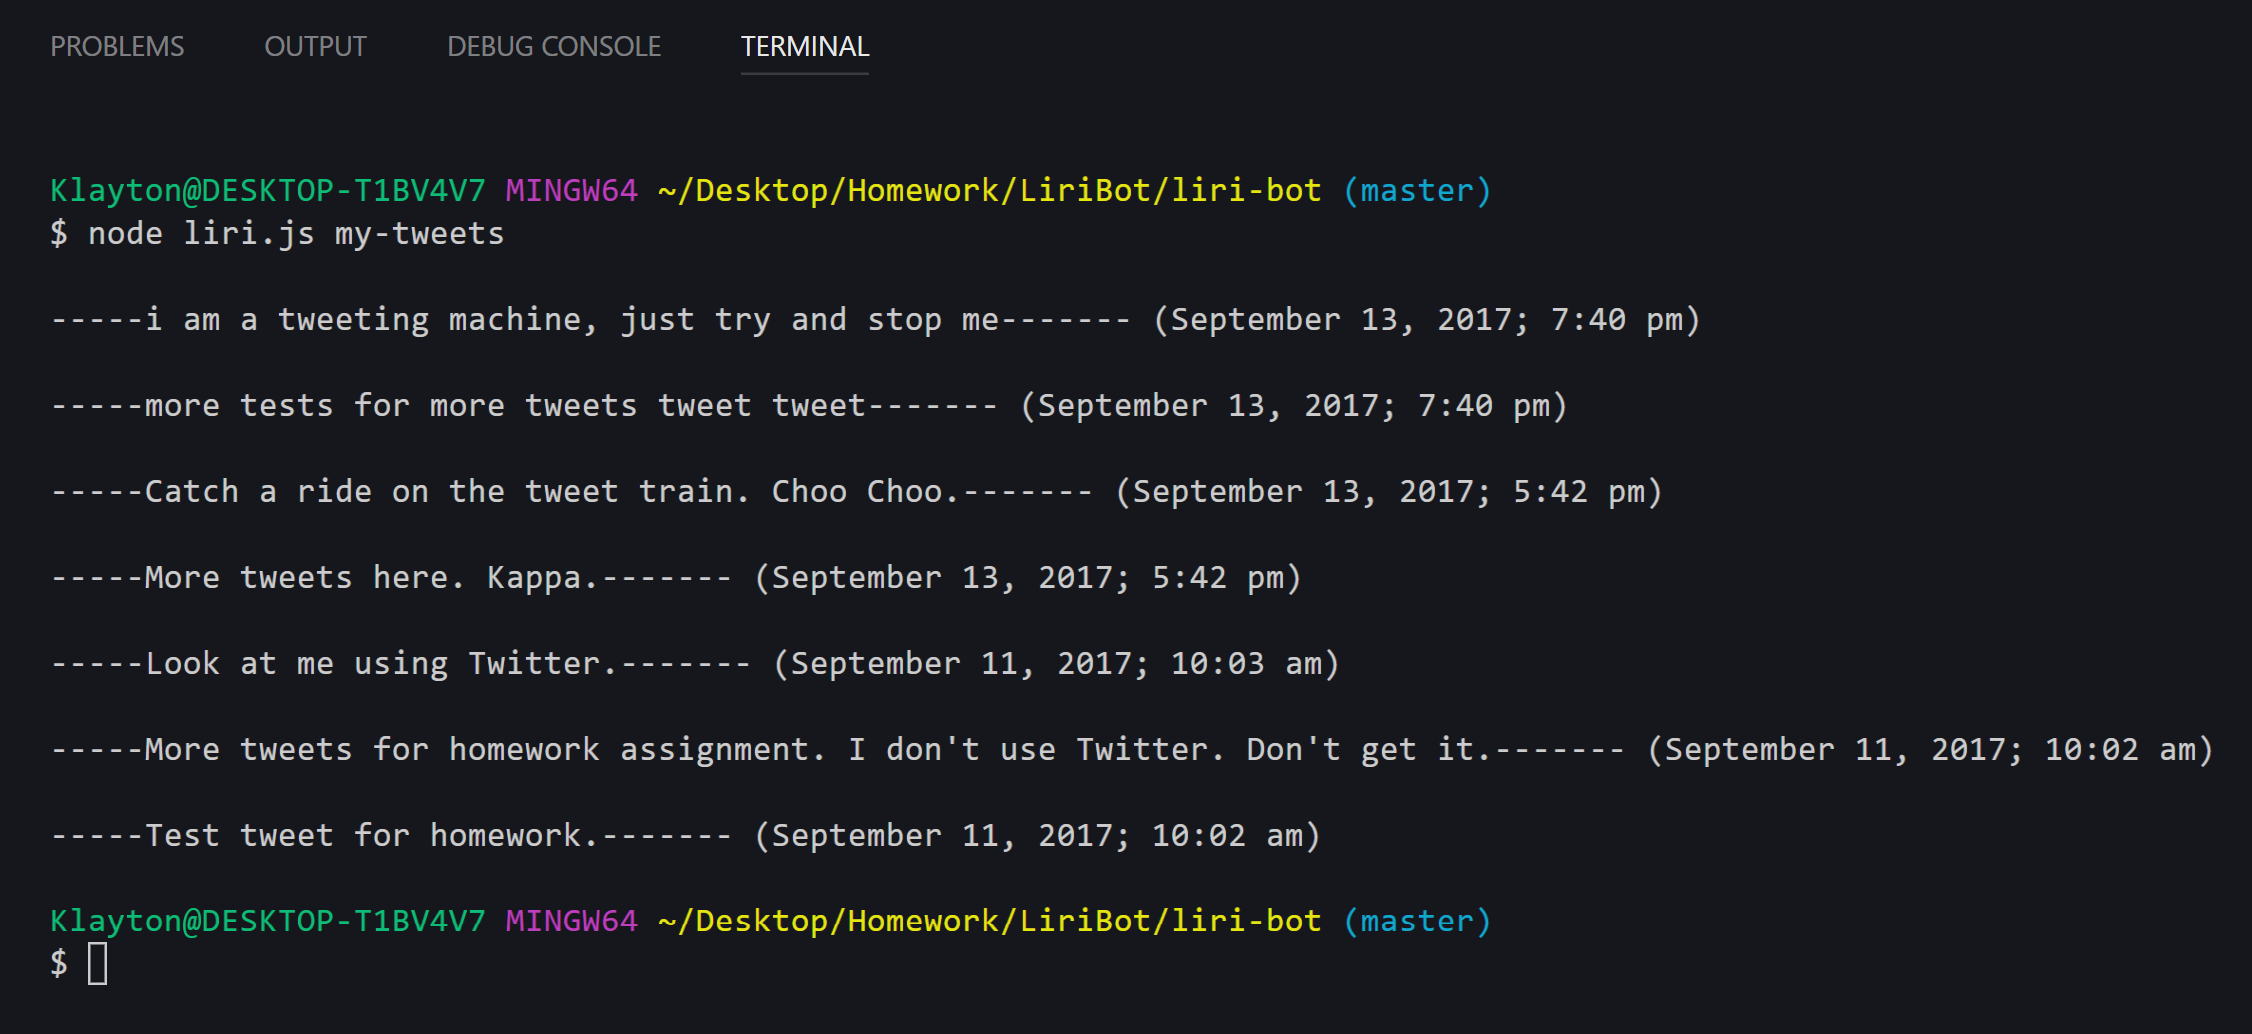 PROBLEMS OUTPUT DEBUG CONSOLE TERMINAL
Klayton@DESKTOP-T1BV4V7 MINGW64 ~/Desktop/Homework/LiriBot/liri-bot (master)
$ node liri.js my-tweets
-----i am a tweeting machine, just try and stop me------- (September 13, 2017; 7:40 pm)
-----more tests for more tweets tweet tweet------- (September 13, 2017; 7:40 pm)
-----Catch a ride on the tweet train. Choo Choo.------- (September 13, 2017; 5:42 pm)
-----More tweets here. Kappa.------- (September 13, 2017; 5:42 pm)
-----Look at me using Twitter.------- (September 11, 2017; 10:03 am)
-----More tweets for homework assignment. I don't use Twitter. Don't get it.------- (September 11, 2017; 10:02 am)
-----Test tweet for homework.------- (September 11, 2017; 10:02 am)
Klayton@DESKTOP-T1BV4V7 MINGW64 ~/Desktop/Homework/LiriBot/liri-bot (master)
$